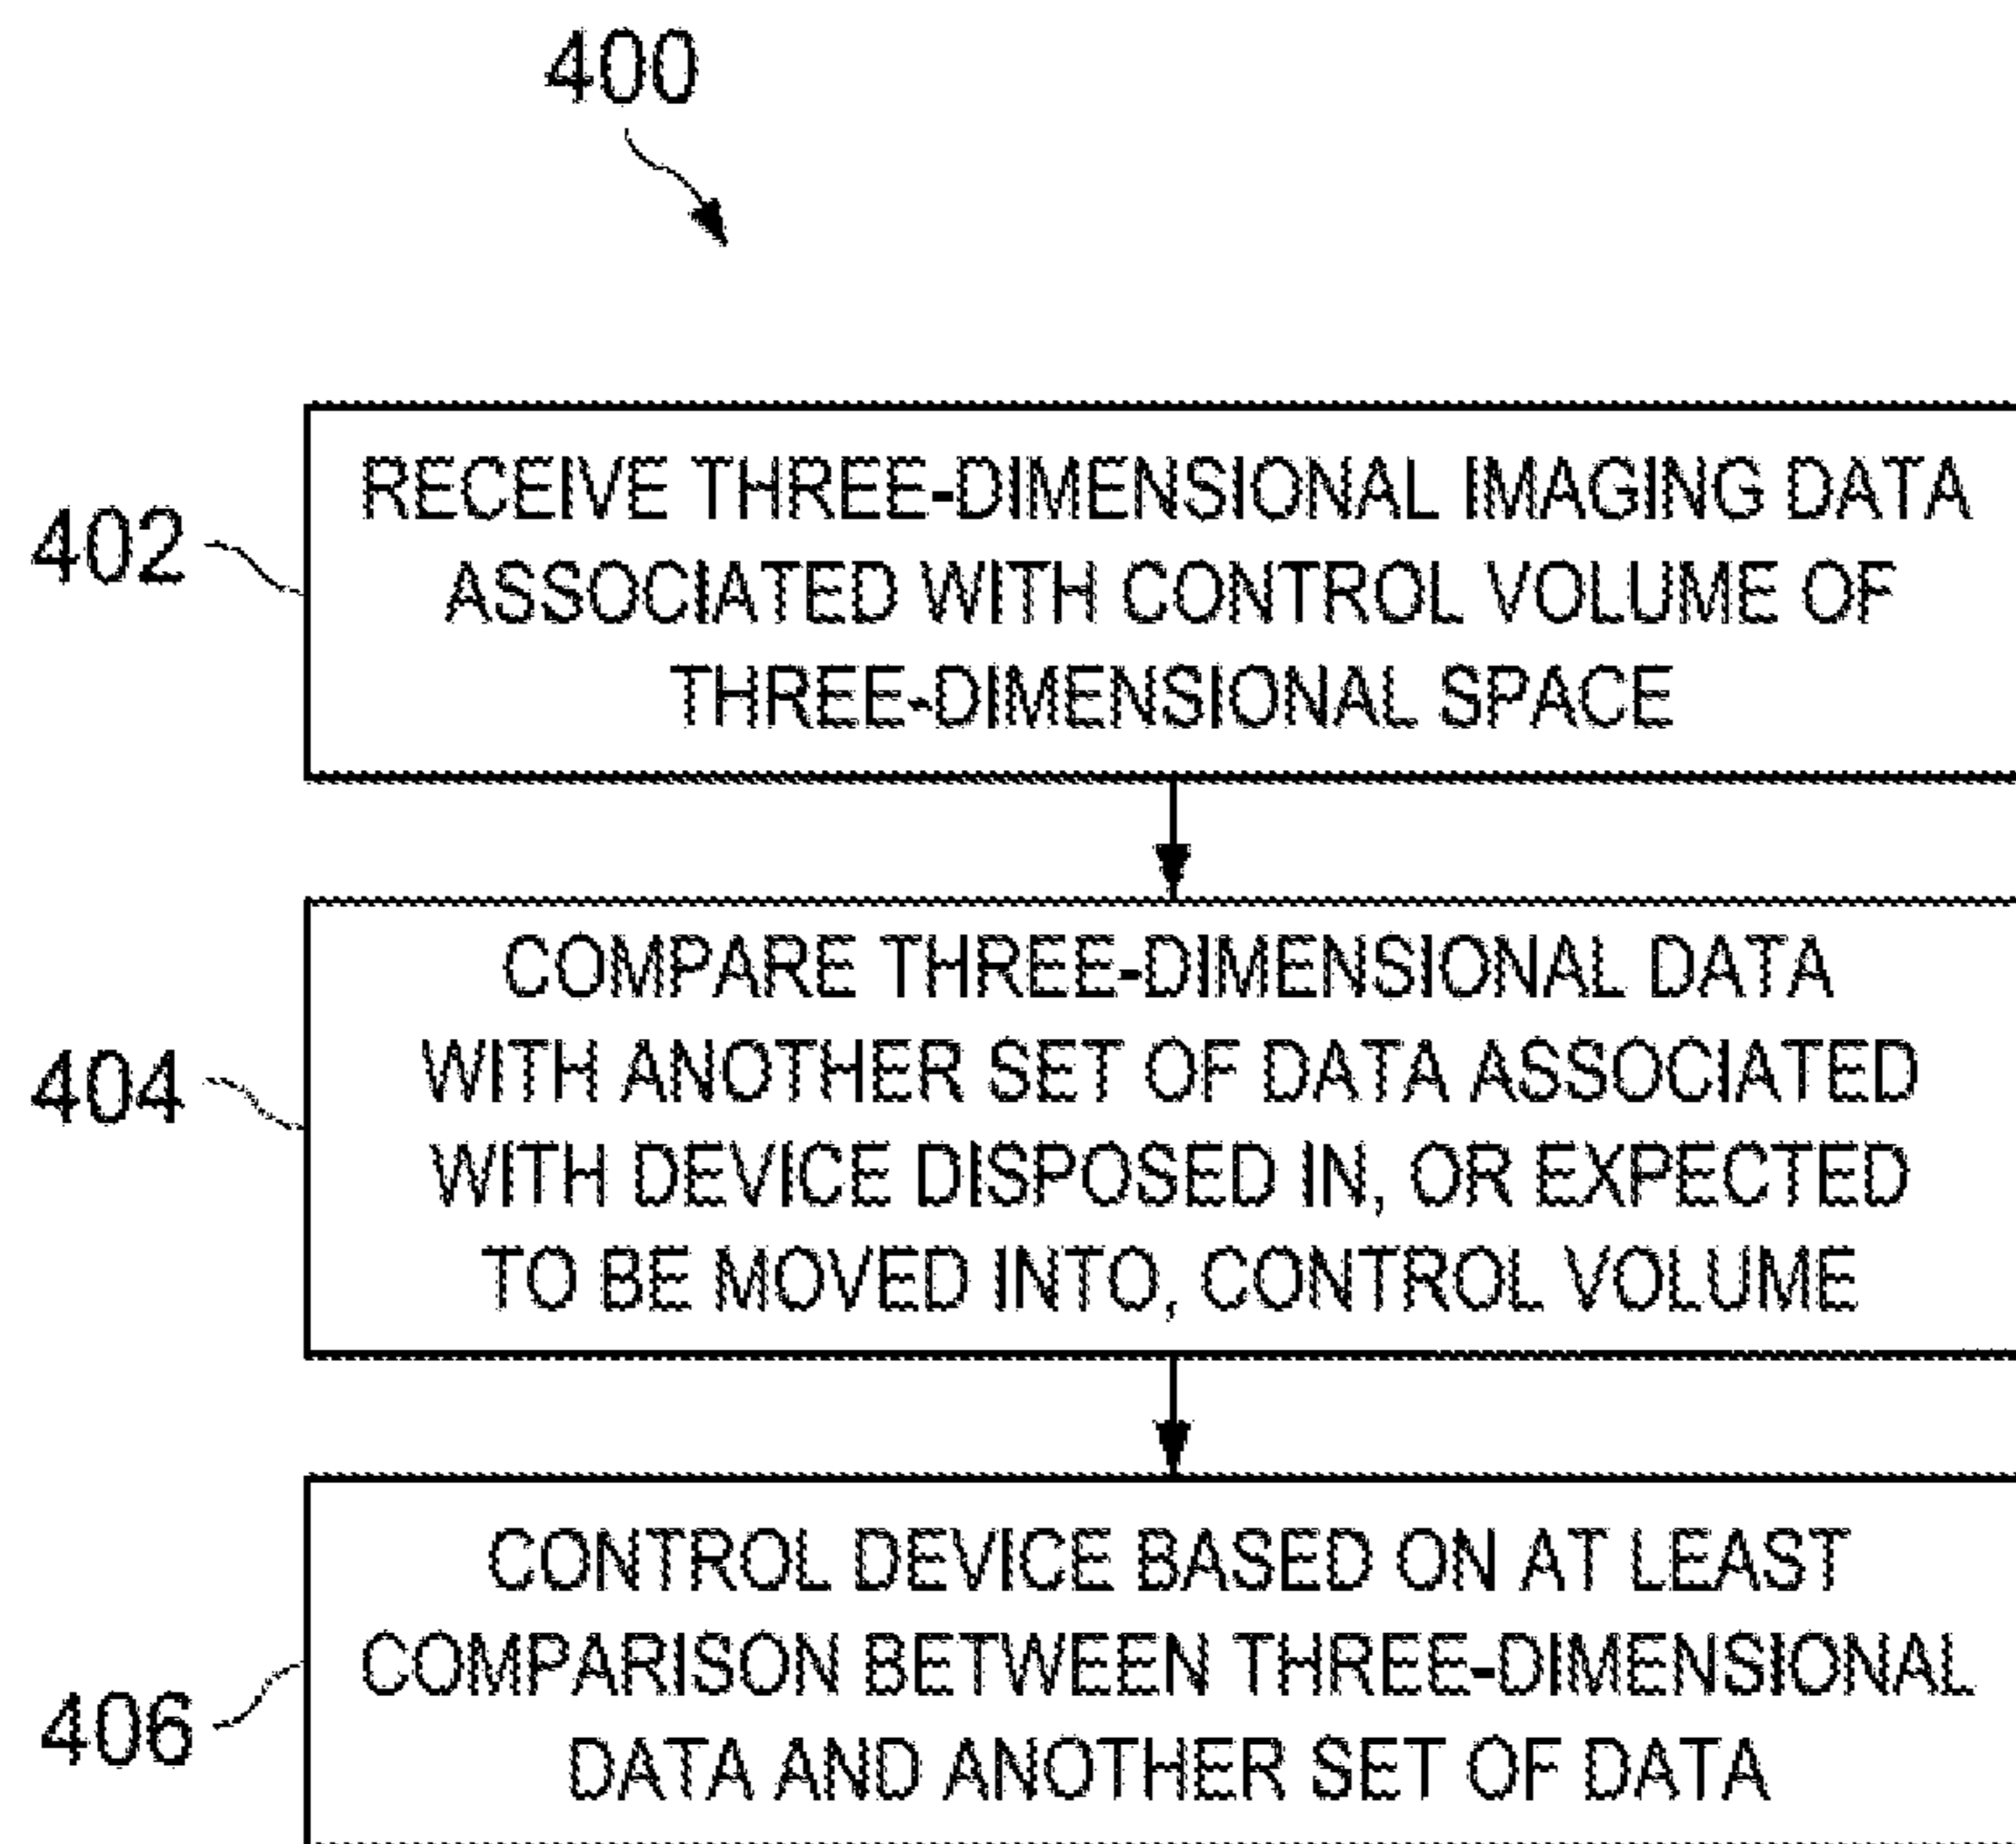 400
402
RECEIVE THREE-DIMENSIONAL IMAGING DATA
ASSOCIATED WITH CONTROL VOLUME OF
THREE-DIMENSIONAL SPACE
404
COMPARE THREE-DIMENSIONAL DATA
WITH ANOTHER SET OF DATA ASSOCIATED
WITH DEVICE DISPOSED IN, OR EXPECTED
TO BE MOVED INTO, CONTROL VOLUME
406
CONTROL DEVICE BASED ON AT LEAST
COMPARISON BETWEEN THREE-DIMENSIONAL
DATA AND ANOTHER SET OF DATA